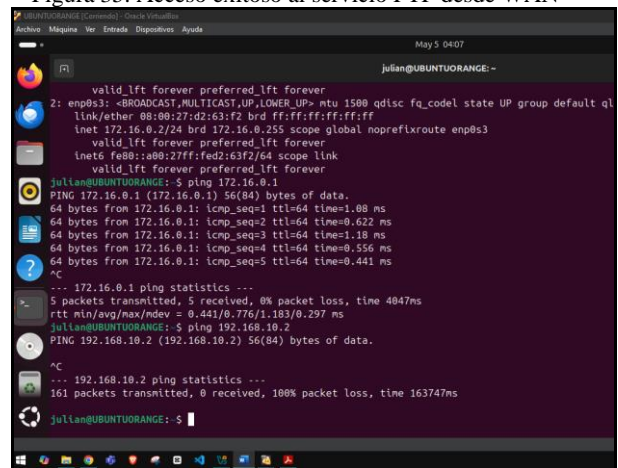 Figura 35. Acceso exitoso al servicio FTP desde WAN
UBUNTUORANGE [Corriendo] - Oracle VirtualBox
Archivo Máquina Ver Entrada Dispositivos Ayuda
May 5 04:07
julian@UBUNTUORANGE: ~
valid_lft forever preferred_lft forever
2: enp0s3: <BROADCAST,MULTICAST,UP,LOWER_UP> mtu 1500 qdisc fq_codel state UP group default ql
link/ether 08:00:27:d2:63:f2 brd ff:ff:ff:ff:ff:ff
inet 172.16.0.2/24 brd 172.16.0.255 scope global noprefixroute enp0s3
valid_lft forever preferred_lft forever
inet6 fe80::a00:27ff:fed2:63f2/64 scope link
valid_lft forever preferred_lft forever
julian@UBUNTUORANGE:~$ ping 172.16.0.1
PING 172.16.0.1 (172.16.0.1) 56(84) bytes of data.
64 bytes from 172.16.0.1: icmp_seq=1 ttl=64 time=1.08 ms
64 bytes from 172.16.0.1: icmp_seq=2 ttl=64 time=0.622 ms
64 bytes from 172.16.0.1: icmp_seq=3 ttl=64 time=1.18 ms
64 bytes from 172.16.0.1: icmp_seq=4 ttl=64 time=0.556 ms
64 bytes from 172.16.0.1: icmp_seq=5 ttl=64 time=0.441 ms
^C
--- 172.16.0.1 ping statistics ---
5 packets transmitted, 5 received, 0% packet loss, time 4047ms
rtt min/avg/max/mdev = 0.441/0.776/1.183/0.297 ms
julian@UBUNTUORANGE:~$ ping 192.168.10.2
PING 192.168.10.2 (192.168.10.2) 56(84) bytes of data.
^C
--- 192.168.10.2 ping statistics ---
161 packets transmitted, 0 received, 100% packet loss, time 163747ms
julian@UBUNTUORANGE:~$